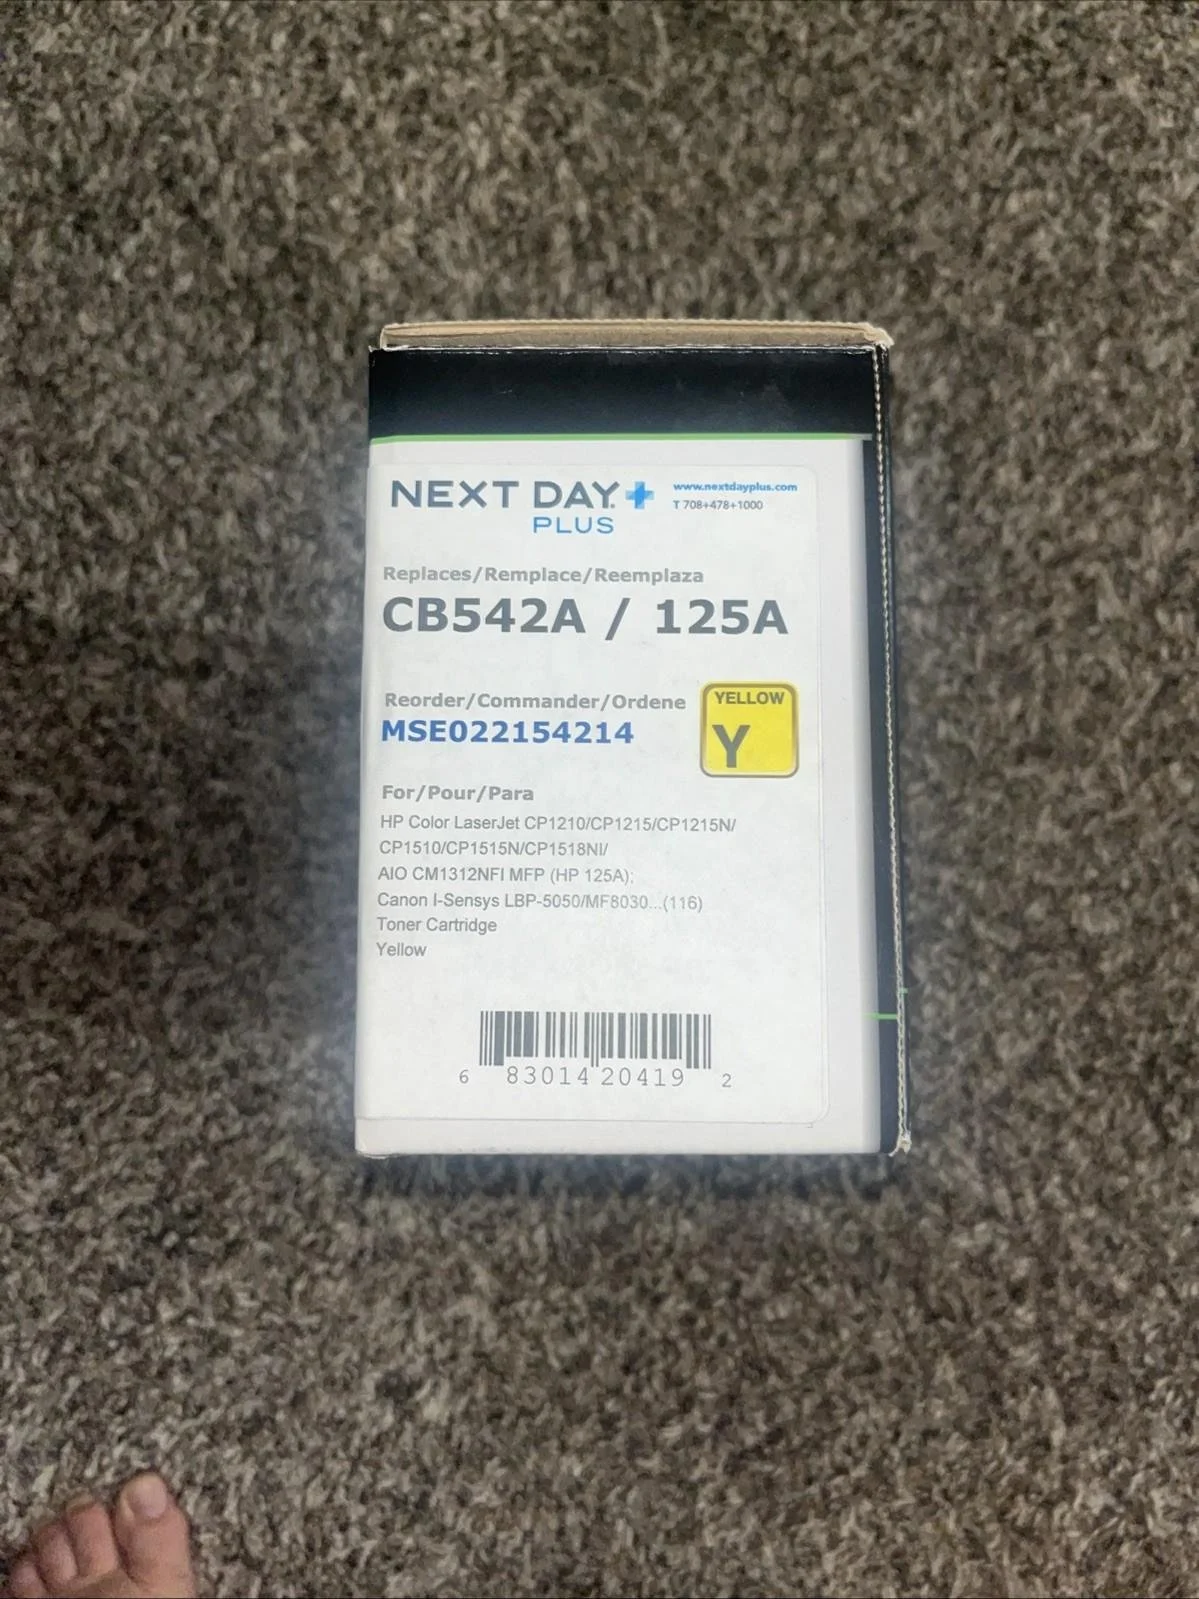 NEXT DAY+
PLUS
www.nextdayplus.com
T 708+478+1000
Replaces/Remplace/Reemplaza
CB542A / 125A
Reorder/Commander/Ordene
MSE022154214
YELLOW
Y
For/Pour/Para
HP Color LaserJet CP1210/CP1215/CP1215N/
CP1510/CP1515N/CP1518NI/
AIO CM1312NFI MFP (HP 125A);
Canon I-Sensys LBP-5050/MF8030...(116)
Toner Cartridge
Yellow
6 83014 20419 2